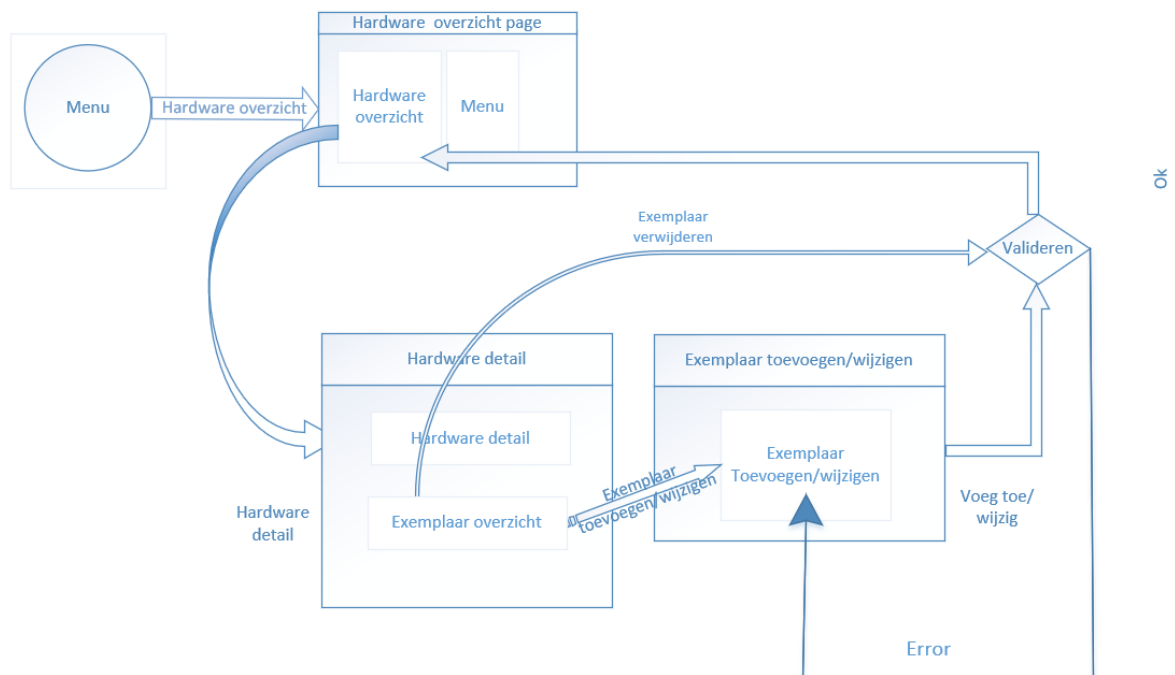 Hardware overzicht page
Menu
Hardware overzicht
Hardware
overzicht
Menu
Ok
Exemplaar
verwijderen
Valideren
Hardware detail
Hardware detail
Exemplaar overzicht
Hardware
detail
Exemplaar
toevoegen/wijzigen
Exemplaar toevoegen/wijzigen
Exemplaar
Toevoegen/wijzigen
Voeg toe/
wijzig
Error